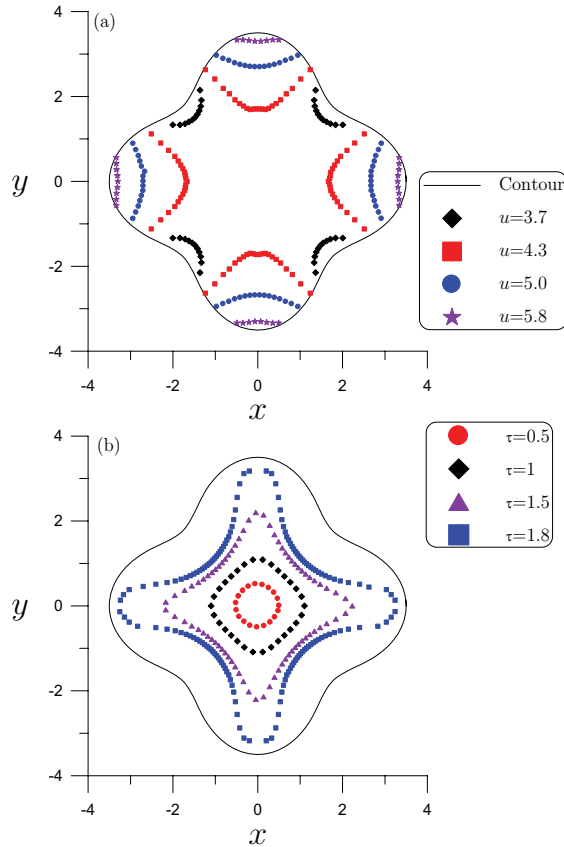 (a)
4
2
0
-2
-4
y
-4 -2 0 2 4
x
Contour
u=3.7
u=4.3
u=5.0
u=5.8
(b)
4
2
0
-2
-4
y
-4 -2 0 2 4
x
τ=0.5
τ=1
τ=1.5
τ=1.8